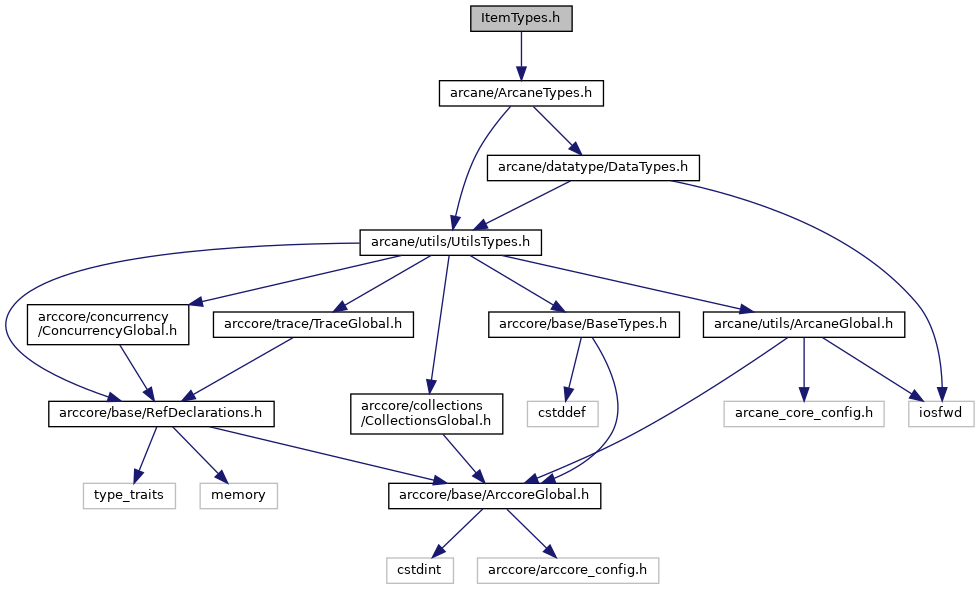 ItemTypes.h
arcane/ArcaneTypes.h
arcane/datatype/DataTypes.h
arcane/utils/UtilsTypes.h
arccore/concurrency
/ConcurrencyGlobal.h
arccore/trace/TraceGlobal.h
arccore/base/BaseTypes.h
arcane/utils/ArcaneGlobal.h
arccore/base/RefDeclarations.h
arccore/collections
/CollectionsGlobal.h
cstddef
arcane_core_config.h
iosfwd
type_traits
memory
arccore/base/ArccoreGlobal.h
cstdint
arccore/arccore_config.h